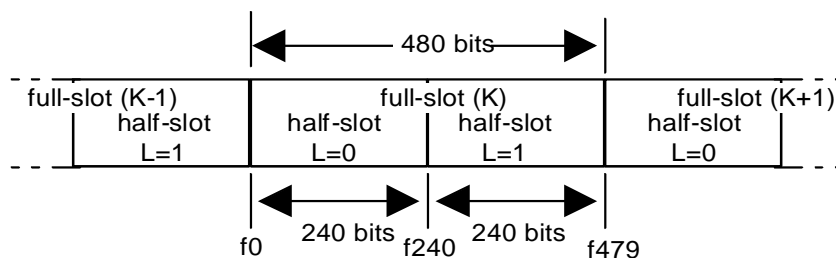 480 bits
full-slot (K-1) full-slot (K) full-slot (K+1)
half-slot half-slot half-slot half-slot
L=1 L=0 L=1 L=0
240 bits 240 bits
f0 f240 f479